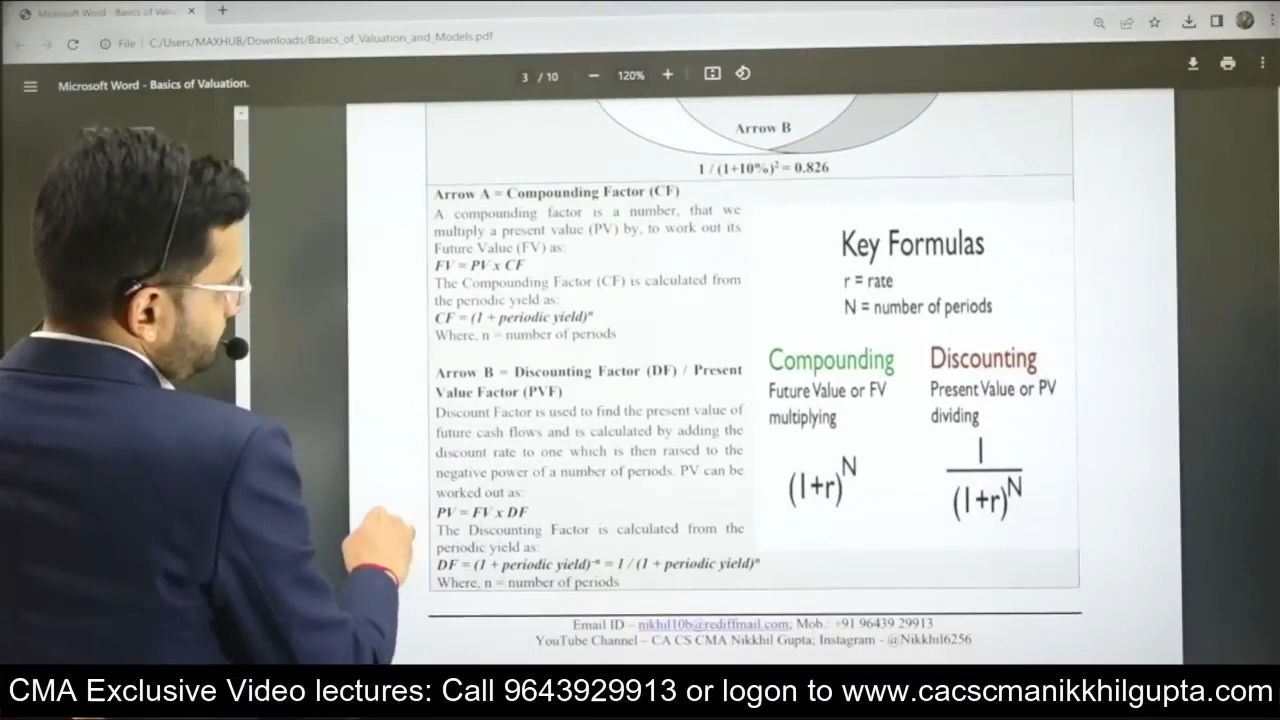 Microsoft Word - Basics of Valu
File | C:/Users/MAXHUB/Downloads/Basics_of_Valuation_and_Models.pdf
Microsoft Word - Basics of Valuation.
3 / 10
120%
Arrow B
1 / (1+10%)² = 0.826
Arrow A = Compounding Factor (CF)
A compounding factor is a number, that we
multiply a present value (PV) by, to work out its
Future Value (FV) as:
FV = PV x CF
The Compounding Factor (CF) is calculated from
the periodic yield as:
CF = (1 + periodic yield)ⁿ
Where, n = number of periods
Arrow B = Discounting Factor (DF) / Present
Value Factor (PVF)
Discount Factor is used to find the present value of
future cash flows and is calculated by adding the
discount rate to one which is then raised to the
negative power of a number of periods. PV can be
worked out as:
PV = FV x DF
The Discounting Factor is calculated from the
periodic yield as:
DF = (1 + periodic yield)⁻ⁿ = 1 / (1 + periodic yield)ⁿ
Where, n = number of periods
Key Formulas
r = rate
N = number of periods
Compounding
Future Value or FV
multiplying
(1+r)ᴺ
Discounting
Present Value or PV
dividing
1
(1+r)ᴺ
Email ID – nikhil10b@rediffmail.com; Mob.: +91 96439 29913
YouTube Channel – CA CS CMA Nikkhil Gupta; Instagram - @Nikkhil6256
CMA Exclusive Video lectures: Call 9643929913 or logon to www.cacscmanikkhilgupta.com